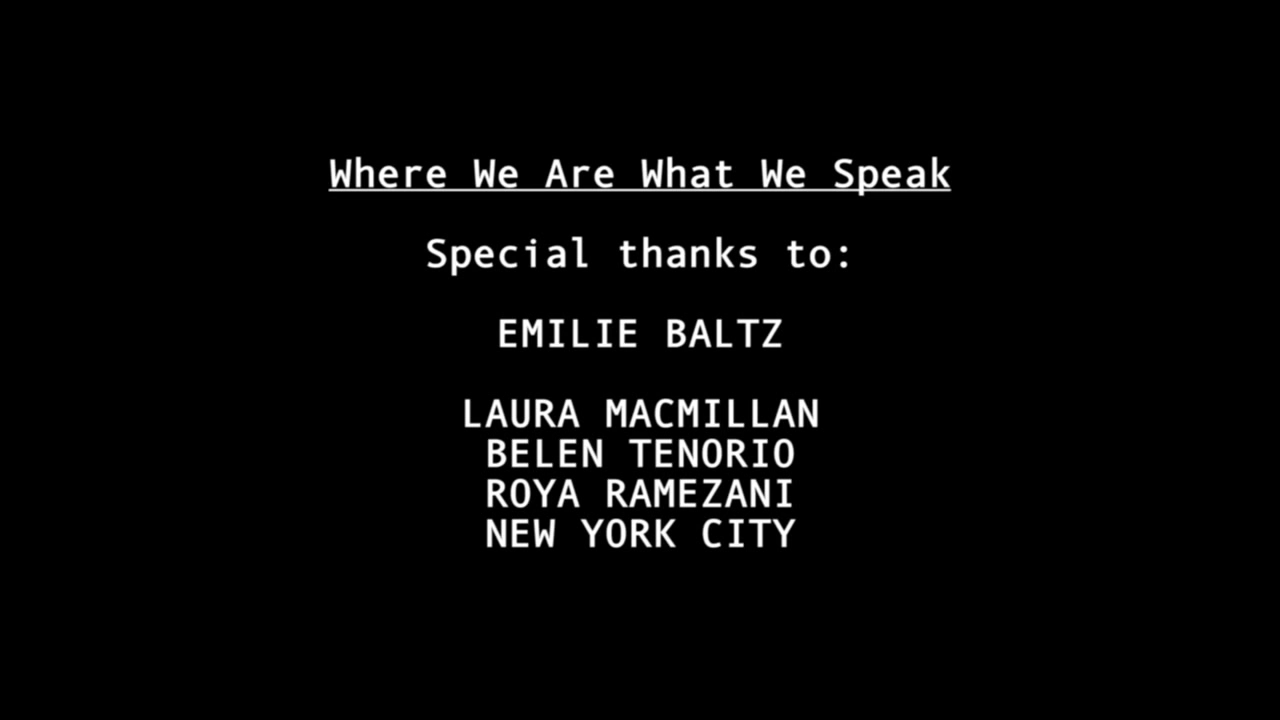 Where We Are What We Speak
Special thanks to:
EMILIE BALTZ
LAURA MACMILLAN
BELEN TENORIO
ROYA RAMEZANI
NEW YORK CITY